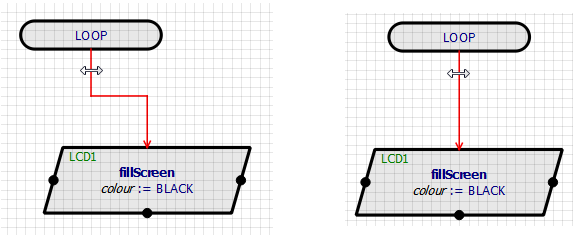 LOOP
LCD1
fillScreen
colour := BLACK
LOOP
LCD1
fillScreen
colour := BLACK